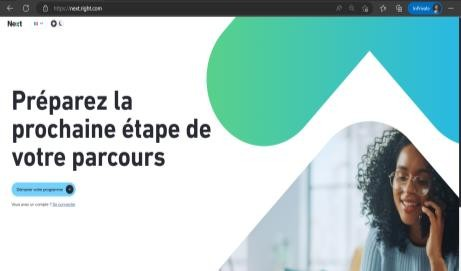 https://next.right.com
InPrivate
Next
Préparez la
prochaine étape de
votre parcours
Démarrer votre programme
Vous avez un compte ? Se connecter